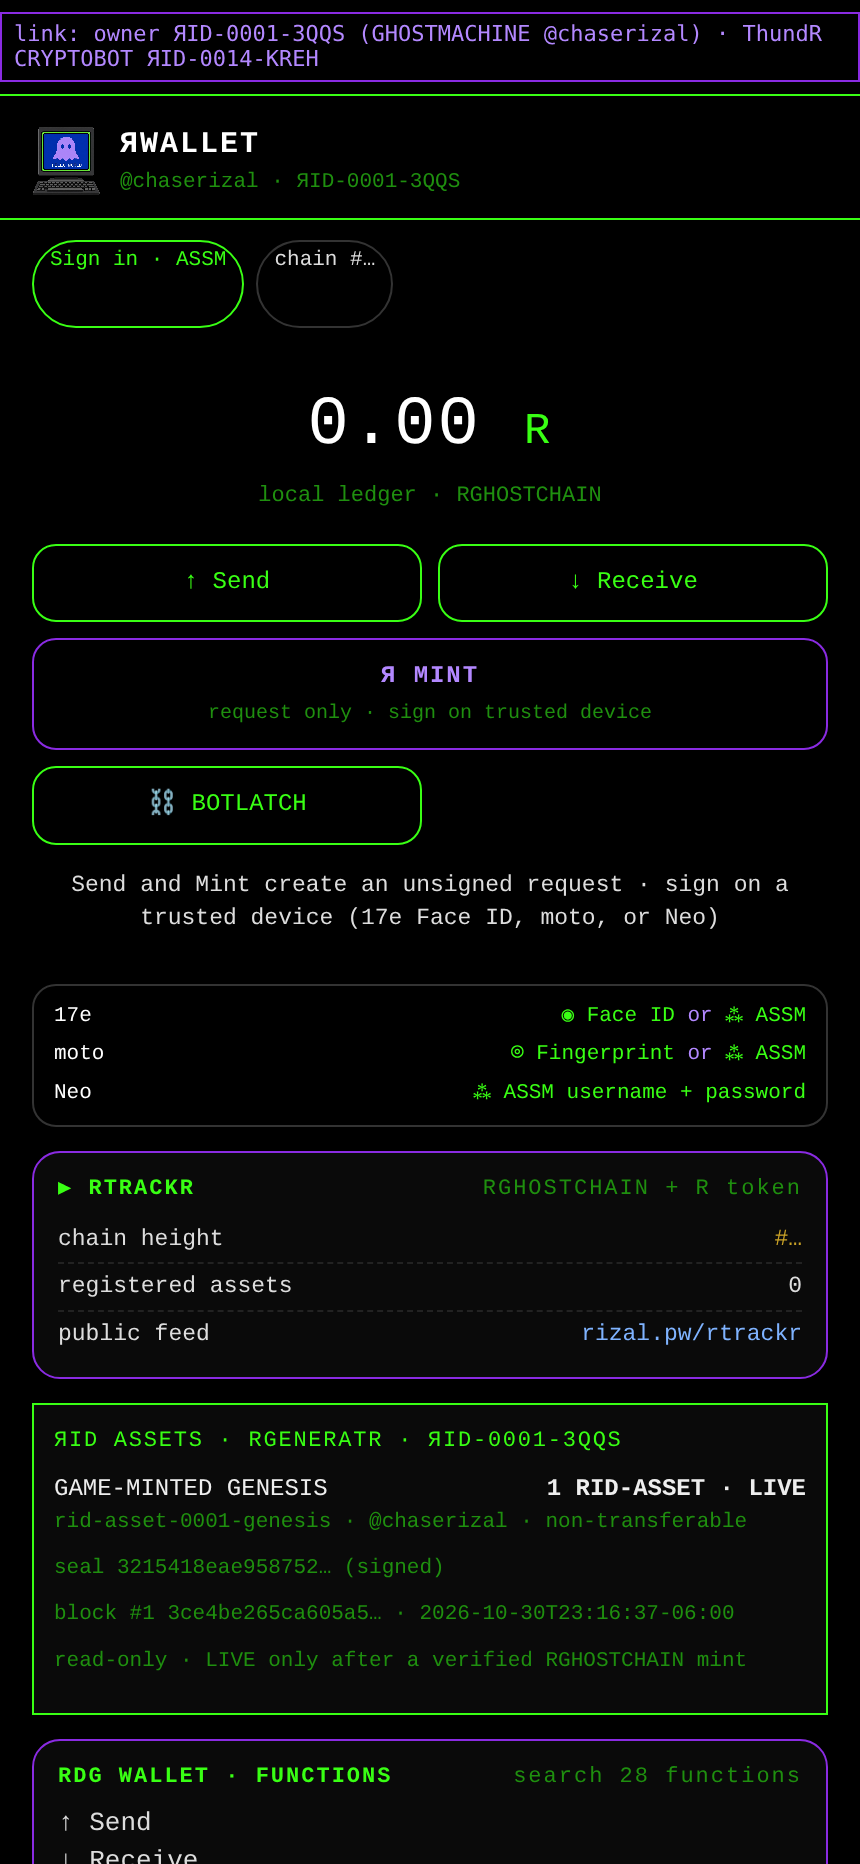 link: owner ЯID-0001-3QQS (GHOSTMACHINE @chaserizal) · ThundR
CRYPTOBOT ЯID-0014-KREH
ЯWALLET
@chaserizal · ЯID-0001-3QQS
Sign in · ASSM
chain #…
0.00 R
local ledger · RGHOSTCHAIN
↑ Send
↓ Receive
Я MINT
request only · sign on trusted device
⛓ BOTLATCH
Send and Mint create an unsigned request · sign on a
trusted device (17e Face ID, moto, or Neo)
17e ◉ Face ID or ⁂ ASSM
moto ⌾ Fingerprint or ⁂ ASSM
Neo ⁂ ASSM username + password
▶ RTRACKR RGHOSTCHAIN + R token
chain height #…
registered assets 0
public feed rizal.pw/rtrackr
ЯID ASSETS · RGENERATR · ЯID-0001-3QQS
GAME-MINTED GENESIS 1 RID-ASSET · LIVE
rid-asset-0001-genesis · @chaserizal · non-transferable
seal 3215418eae958752… (signed)
block #1 3ce4be265ca605a5… · 2026-10-30T23:16:37-06:00
read-only · LIVE only after a verified RGHOSTCHAIN mint
RDG WALLET · FUNCTIONS search 28 functions
↑ Send
↓ Receive